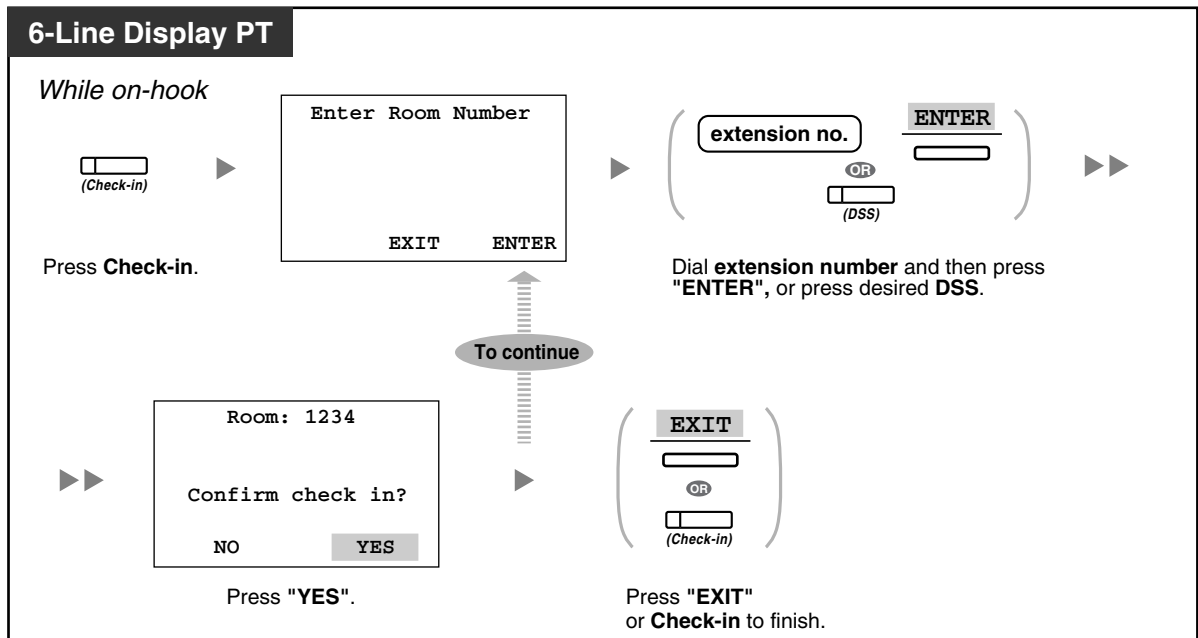 6-Line Display PT
While on-hook
(Check-in)
Press Check-in.
Enter Room Number
EXIT ENTER
extension no.
ENTER
OR
(DSS)
Dial extension number and then press
"ENTER", or press desired DSS.
To continue
Room: 1234
Confirm check in?
NO YES
Press "YES".
EXIT
OR
(Check-in)
Press "EXIT"
or Check-in to finish.